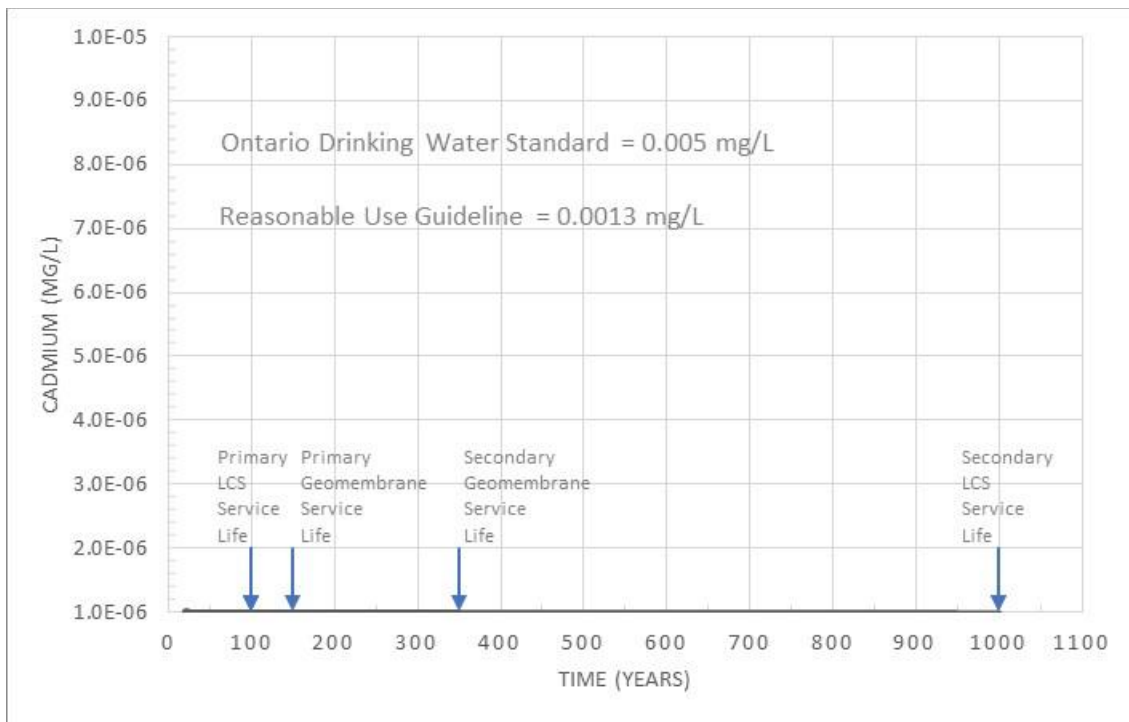 1.0E-05
9.0E-06
8.0E-06
7.0E-06
6.0E-06
5.0E-06
4.0E-06
3.0E-06
2.0E-06
1.0E-06
CADMIUM (MG/L)
Ontario Drinking Water Standard = 0.005 mg/L
Reasonable Use Guideline = 0.0013 mg/L
Primary
LCS
Service
Life
Primary
Geomembrane
Service
Life
Secondary
Geomembrane
Service
Life
Secondary
LCS
Service
Life
0 100 200 300 400 500 600 700 800 900 1000 1100
TIME (YEARS)